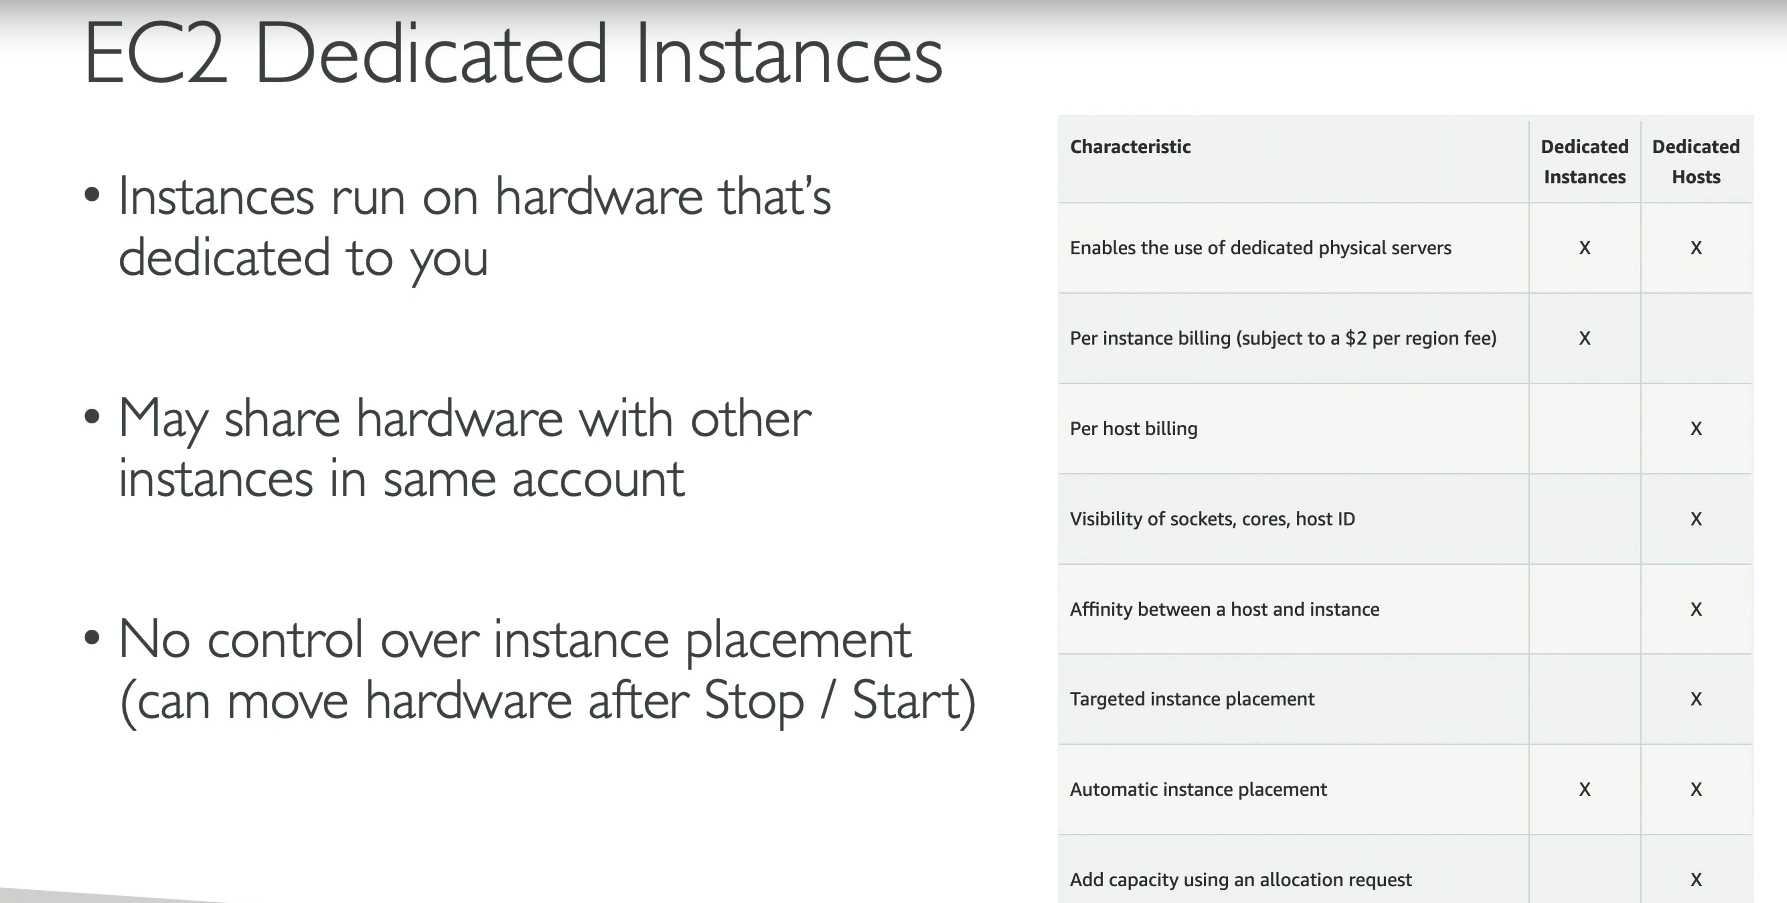 EC2 Dedicated Instances
• Instances run on hardware that's
dedicated to you
• May share hardware with other
instances in same account
• No control over instance placement
(can move hardware after Stop / Start)
Characteristic Dedicated Instances Dedicated Hosts
Enables the use of dedicated physical servers X X
Per instance billing (subject to a $2 per region fee) X
Per host billing X
Visibility of sockets, cores, host ID X
Affinity between a host and instance X
Targeted instance placement X
Automatic instance placement X X
Add capacity using an allocation request X